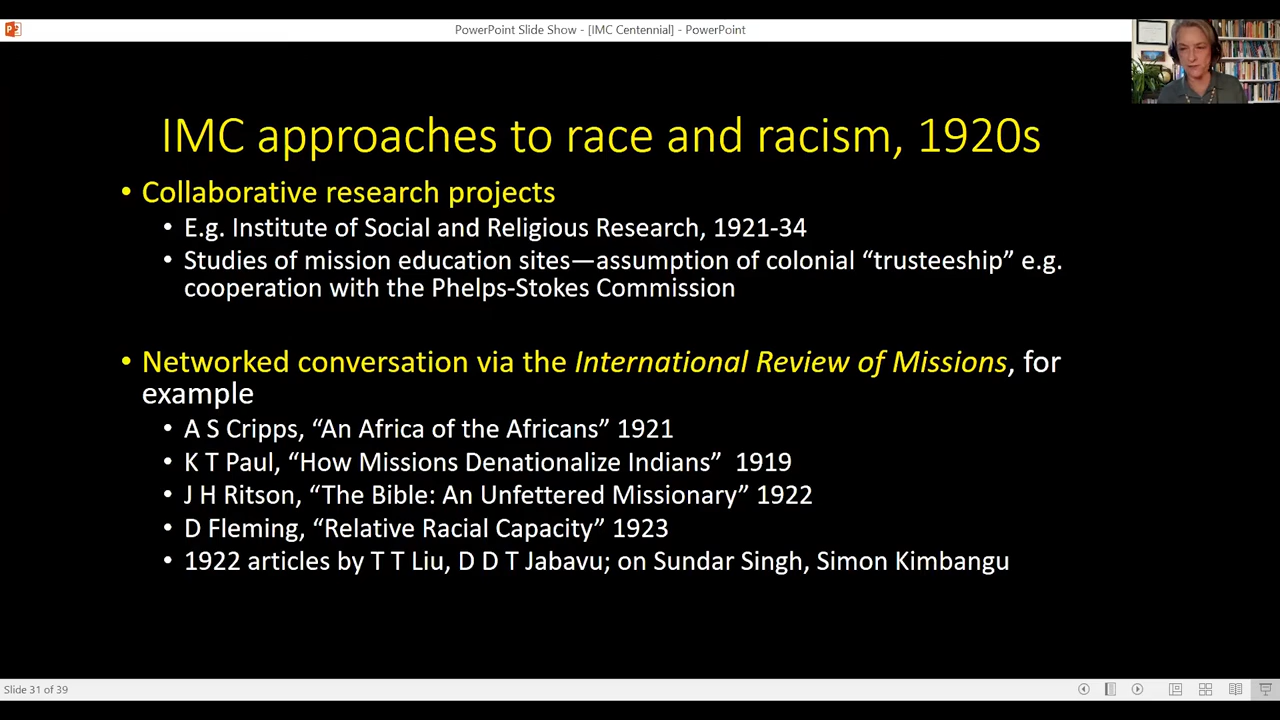 PowerPoint Slide Show - [IMC Centennial] - PowerPoint
IMC approaches to race and racism, 1920s
• Collaborative research projects
• E.g. Institute of Social and Religious Research, 1921-34
• Studies of mission education sites—assumption of colonial “trusteeship” e.g.
cooperation with the Phelps-Stokes Commission
• Networked conversation via the International Review of Missions, for
example
• A S Cripps, “An Africa of the Africans” 1921
• K T Paul, “How Missions Denationalize Indians” 1919
• J H Ritson, “The Bible: An Unfettered Missionary” 1922
• D Fleming, “Relative Racial Capacity” 1923
• 1922 articles by T T Liu, D D T Jabavu; on Sundar Singh, Simon Kimbangu
Slide 31 of 39